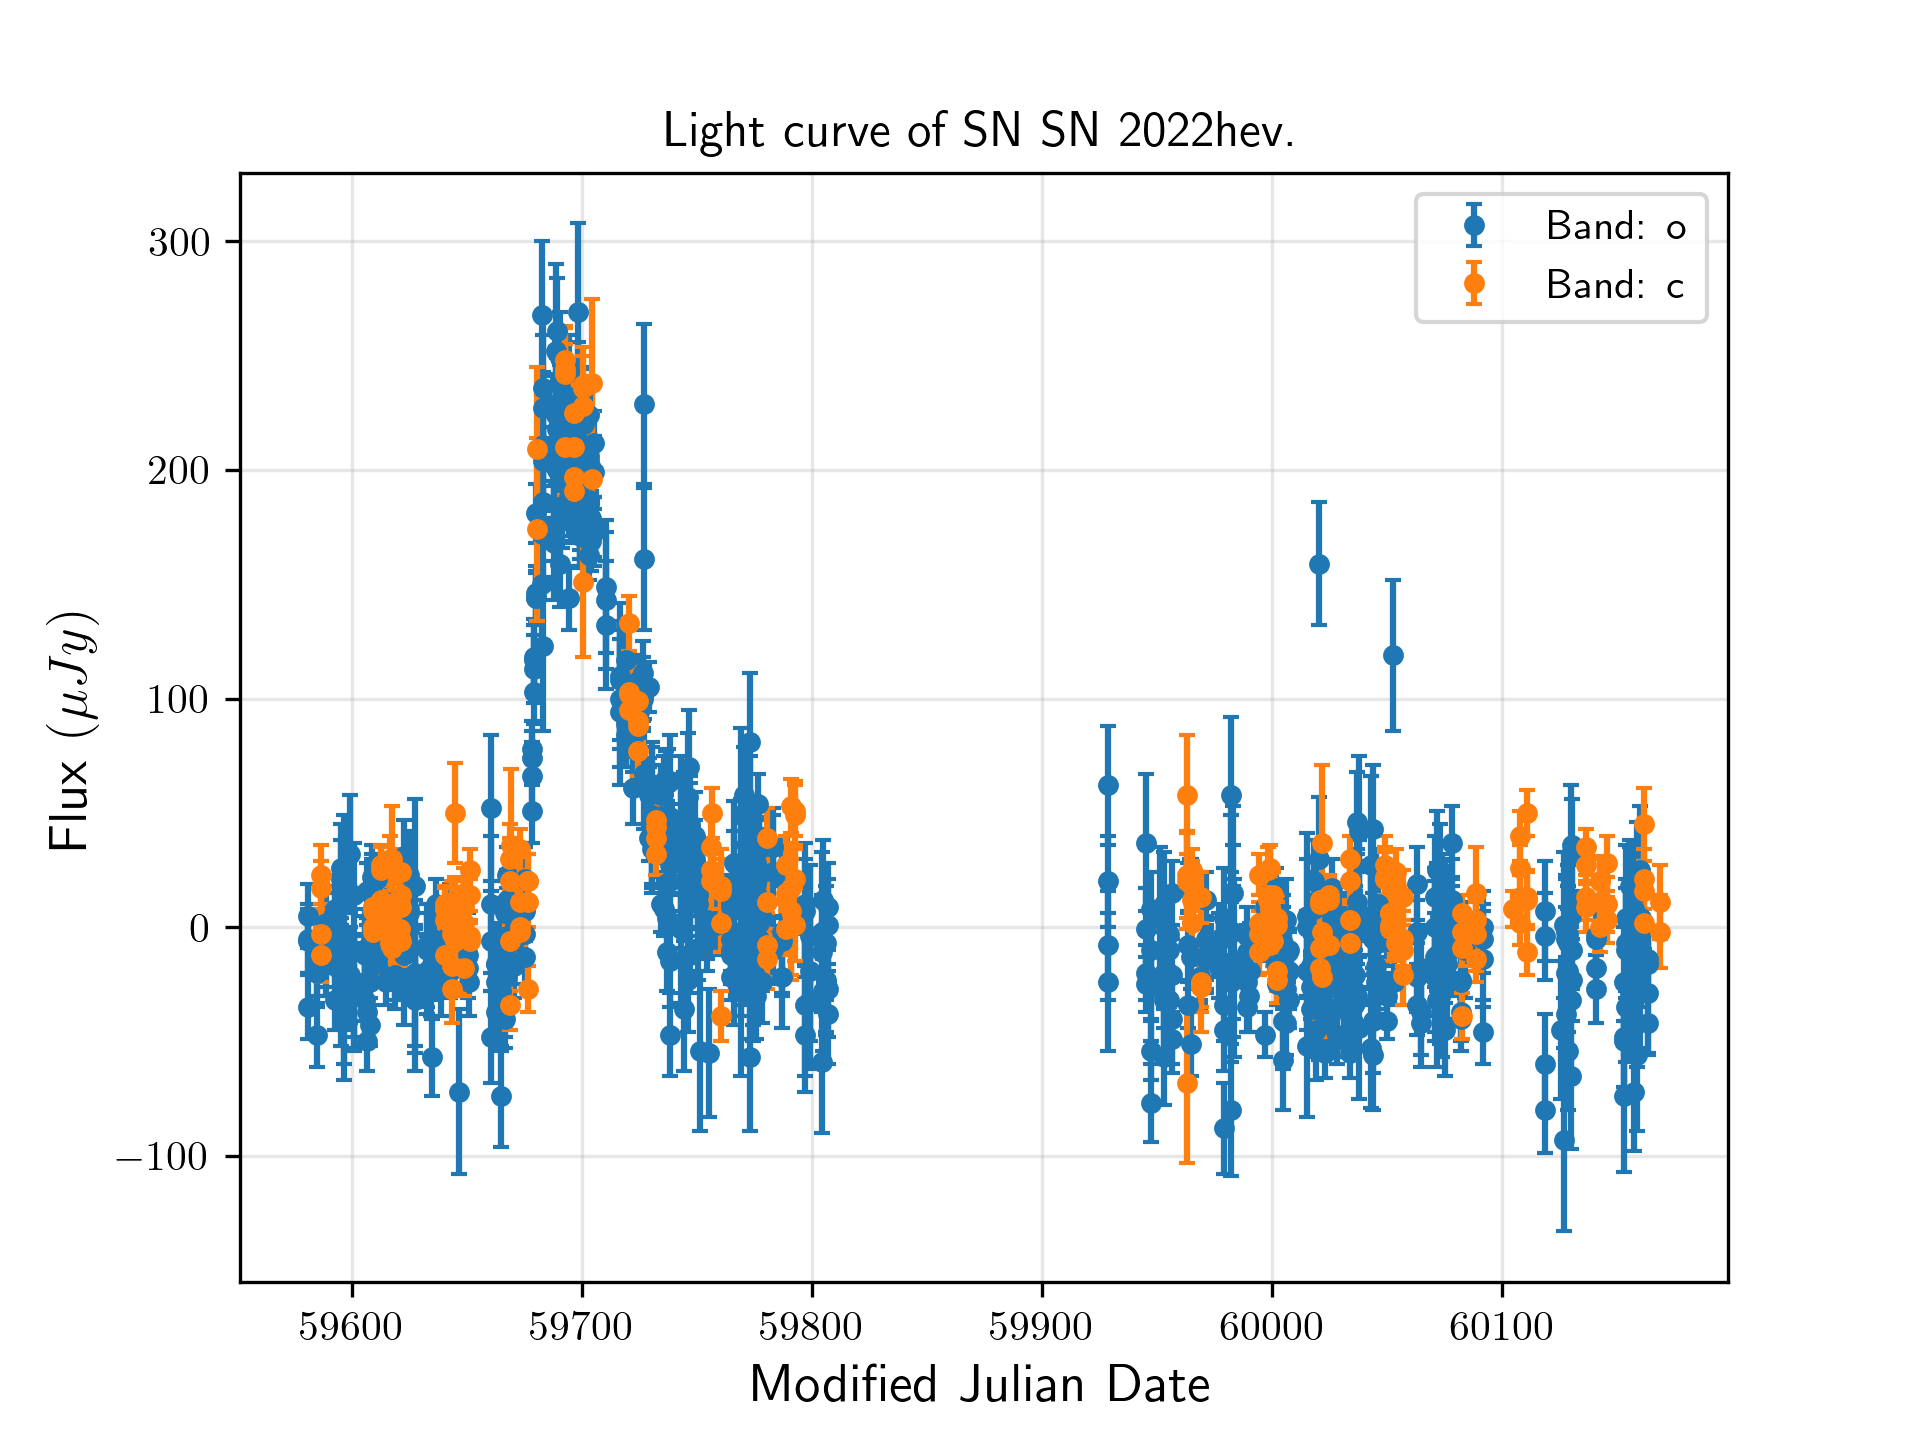 Light curve of SN SN 2022hev.
Band: o
Band: c
300
200
100
0
−100
Flux (μJy)
59600 59700 59800 59900 60000 60100
Modified Julian Date